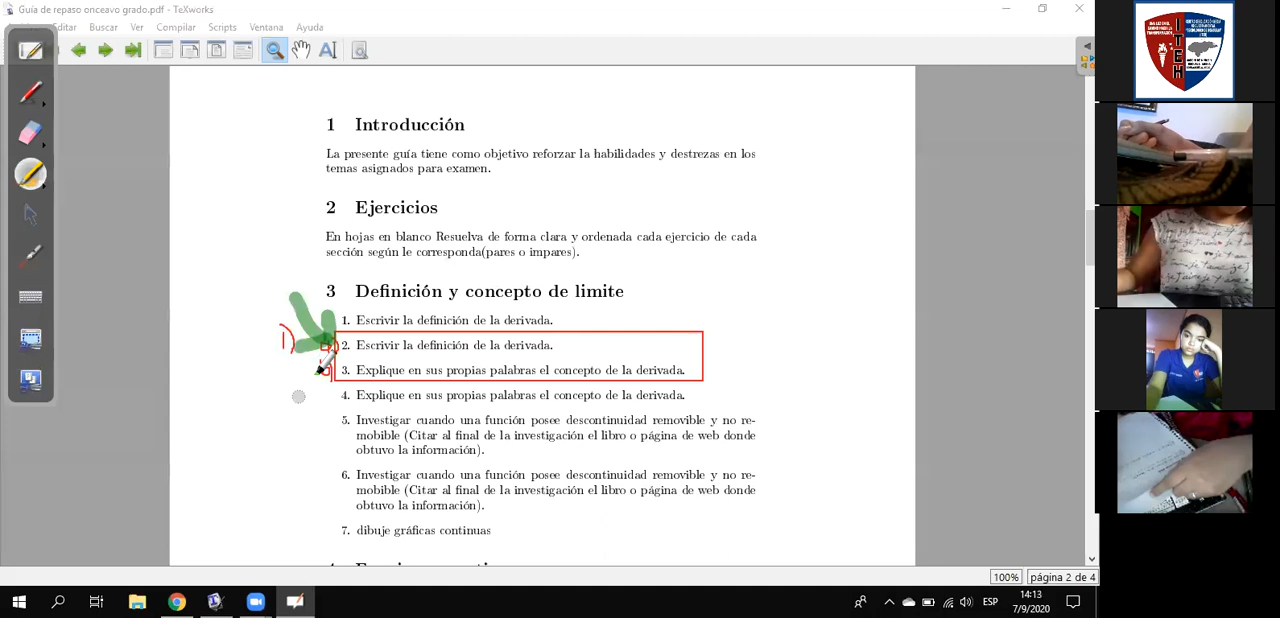 Guía de repaso onceavo grado.pdf - TeXworks
Editar Buscar Ver Compilar Scripts Ventana Ayuda
1 Introducción
La presente guía tiene como objetivo reforzar la habilidades y destrezas en los
temas asignados para examen.
2 Ejercicios
En hojas en blanco Resuelva de forma clara y ordenada cada ejercicio de cada
sección según le corresponda(pares o impares).
3 Definición y concepto de limite
1. Escrivir la definición de la derivada.
1)
2. Escrivir la definición de la derivada.
3. Explique en sus propias palabras el concepto de la derivada.
4. Explique en sus propias palabras el concepto de la derivada.
5. Investigar cuando una función posee descontinuidad removible y no re-
mobible (Citar al final de la investigación el libro o página de web donde
obtuvo la información).
6. Investigar cuando una función posee descontinuidad removible y no re-
mobible (Citar al final de la investigación el libro o página de web donde
obtuvo la información).
7. dibuje gráficas continuas
100% página 2 de 4
ESP
14:13
7/9/2020
ITEH